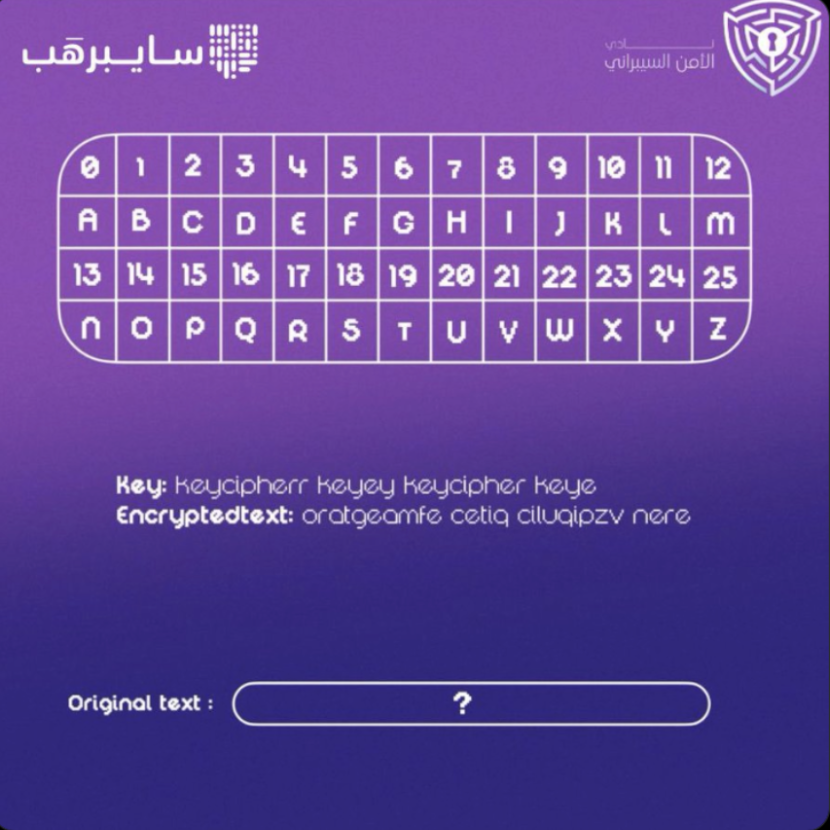 سايبرهَب
نادي
الأمن السيبراني
0 1 2 3 4 5 6 7 8 9 10 11 12
A B C D E F G H I J K L M
13 14 15 16 17 18 19 20 21 22 23 24 25
N O P Q R S T U V W X Y Z
Key: keycipherr keyey keycipher keye
Encryptedtext: oratgeamfe cetiq ciluqipzv nere
Original text :
?